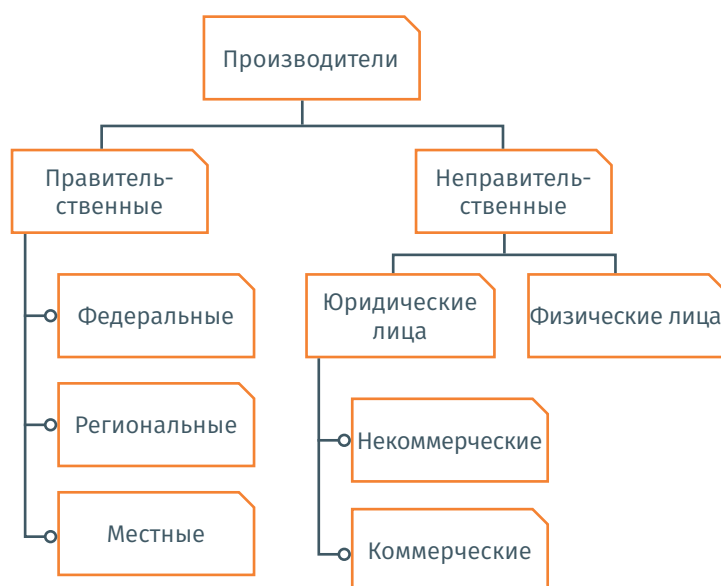 Производители
Правитель-
ственные
Неправитель-
ственные
Федеральные
Региональные
Местные
Юридические
лица
Физические лица
Некоммерческие
Коммерческие